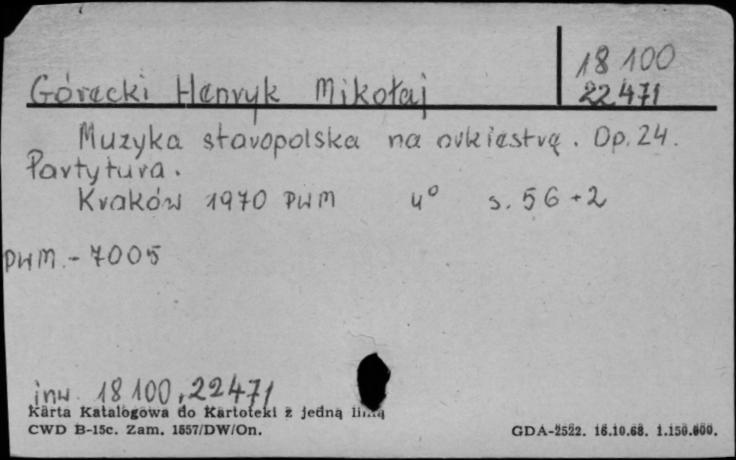 18 100
Górecki Henryk Mikołaj 22471
Muzyka staropolska na orkiestrę. Op. 24.
Partytura.
Kraków 1970 PWM 4° s. 56 + 2
PWM - 7005
inw. 18 100, 22471
Karta Katalogowa do Kartoteki z jedną linią
CWD B-15c. Zam. 1557/DW/On. GDA-2522. 16.10.68. 1.150.000.